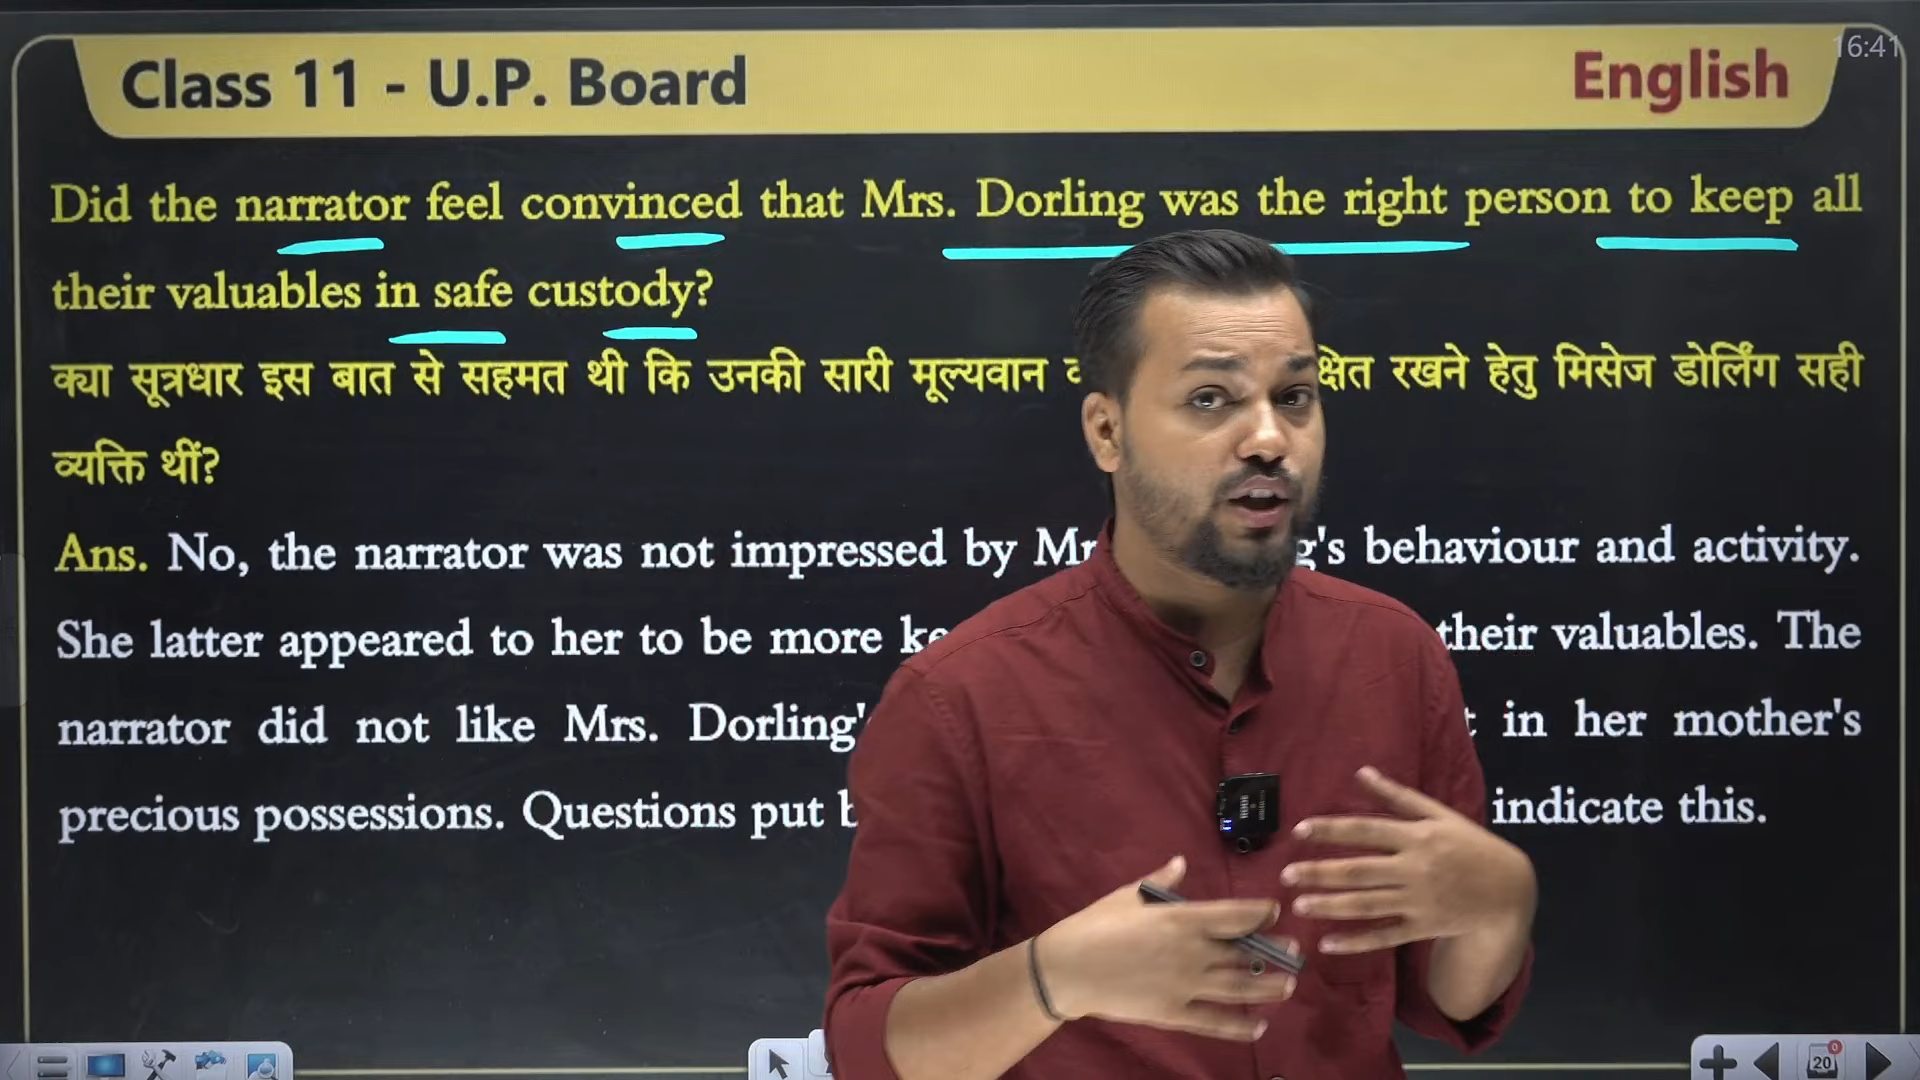 16:41
Class 11 - U.P. Board English
Did the narrator feel convinced that Mrs. Dorling was the right person to keep all
their valuables in safe custody?
क्या सूत्रधार इस बात से सहमत थी कि उनकी सारी मूल्यवान रखने हेतु मिसेज डोर्लिंग सही
व्यक्ति थीं?
Ans. No, the narrator was not impressed by behaviour and activity.
She latter appeared to her to be more their valuables. The
narrator did not like Mrs. Dorling's in her mother's
precious possessions. Questions put indicate this.
20